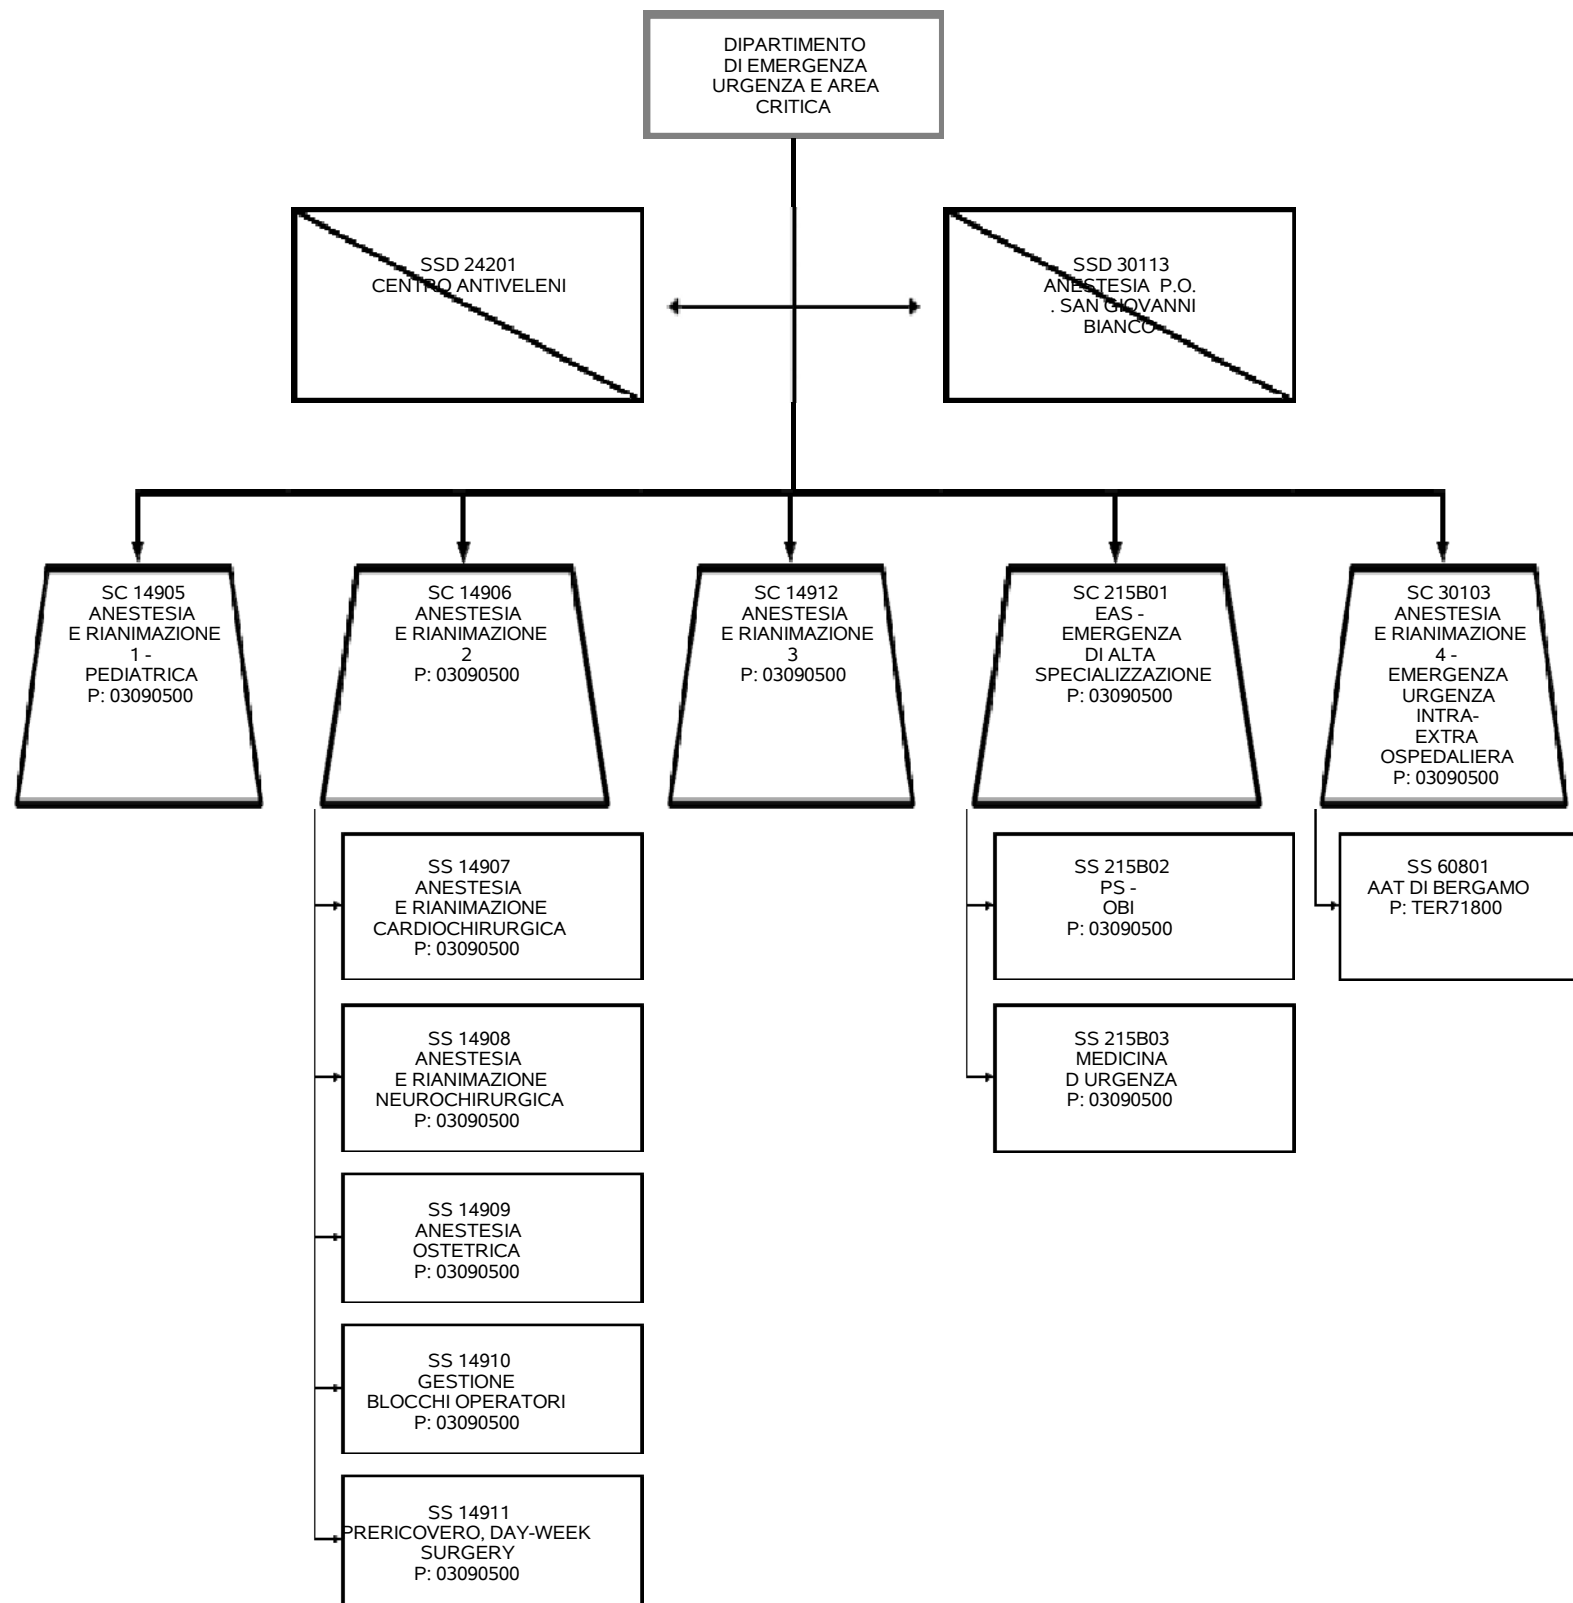 DIPARTIMENTO
DI EMERGENZA
URGENZA E AREA
CRITICA
SSD 24201
CENTRO ANTIVELENI
SSD 30113
ANESTESIA P.O.
. SAN GIOVANNI
BIANCO
SC 14905
ANESTESIA
E RIANIMAZIONE
1 -
PEDIATRICA
P: 03090500
SC 14906
ANESTESIA
E RIANIMAZIONE
2
P: 03090500
SC 14912
ANESTESIA
E RIANIMAZIONE
3
P: 03090500
SC 215B01
EAS -
EMERGENZA
DI ALTA
SPECIALIZZAZIONE
P: 03090500
SC 30103
ANESTESIA
E RIANIMAZIONE
4 -
EMERGENZA
URGENZA
INTRA-
EXTRA
OSPEDALIERA
P: 03090500
SS 14907
ANESTESIA
E RIANIMAZIONE
CARDIOCHIRURGICA
P: 03090500
SS 14908
ANESTESIA
E RIANIMAZIONE
NEUROCHIRURGICA
P: 03090500
SS 14909
ANESTESIA
OSTETRICA
P: 03090500
SS 14910
GESTIONE
BLOCCHI OPERATORI
P: 03090500
SS 14911
PRERICOVERO, DAY-WEEK
SURGERY
P: 03090500
SS 215B02
PS -
OBI
P: 03090500
SS 215B03
MEDICINA
D URGENZA
P: 03090500
SS 60801
AAT DI BERGAMO
P: TER71800